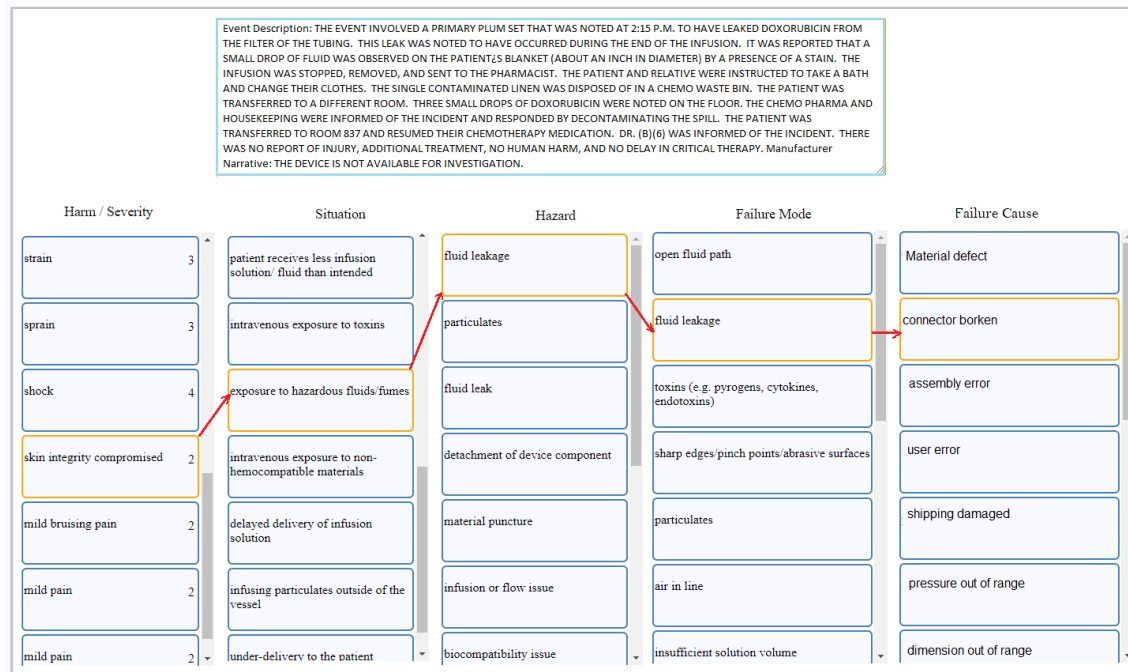 Event Description: THE EVENT INVOLVED A PRIMARY PLUM SET THAT WAS NOTED AT 2:15 P.M. TO HAVE LEAKED DOXORUBICIN FROM
THE FILTER OF THE TUBING.  THIS LEAK WAS NOTED TO HAVE OCCURRED DURING THE END OF THE INFUSION.  IT WAS REPORTED THAT A
SMALL DROP OF FLUID WAS OBSERVED ON THE PATIENT¿S BLANKET (ABOUT AN INCH IN DIAMETER) BY A PRESENCE OF A STAIN.  THE
INFUSION WAS STOPPED, REMOVED, AND SENT TO THE PHARMACIST.  THE PATIENT AND RELATIVE WERE INSTRUCTED TO TAKE A BATH
AND CHANGE THEIR CLOTHES.  THE SINGLE CONTAMINATED LINEN WAS DISPOSED OF IN A CHEMO WASTE BIN.  THE PATIENT WAS
TRANSFERRED TO A DIFFERENT ROOM.  THREE SMALL DROPS OF DOXORUBICIN WERE NOTED ON THE FLOOR. THE CHEMO PHARMA AND
HOUSEKEEPING WERE INFORMED OF THE INCIDENT AND RESPONDED BY DECONTAMINATING THE SPILL.  THE PATIENT WAS
TRANSFERRED TO ROOM 837 AND RESUMED THEIR CHEMOTHERAPY MEDICATION.  DR. (B)(6) WAS INFORMED OF THE INCIDENT.  THERE
WAS NO REPORT OF INJURY, ADDITIONAL TREATMENT, NO HUMAN HARM, AND NO DELAY IN CRITICAL THERAPY. Manufacturer
Narrative: THE DEVICE IS NOT AVAILABLE FOR INVESTIGATION.
Harm / Severity
strain 3
sprain 3
shock 4
skin integrity compromised 2
mild bruising pain 2
mild pain 2
mild pain 2
Situation
patient receives less infusion
solution/ fluid than intended
intravenous exposure to toxins
exposure to hazardous fluids/fumes
intravenous exposure to non-
hemocompatible materials
delayed delivery of infusion
solution
infusing particulates outside of the
vessel
under-delivery to the patient
Hazard
fluid leakage
particulates
fluid leak
detachment of device component
material puncture
infusion or flow issue
biocompatibility issue
Failure Mode
open fluid path
fluid leakage
toxins (e.g. pyrogens, cytokines,
endotoxins)
sharp edges/pinch points/abrasive surfaces
particulates
air in line
insufficient solution volume
Failure Cause
Material defect
connector borken
assembly error
user error
shipping damaged
pressure out of range
dimension out of range